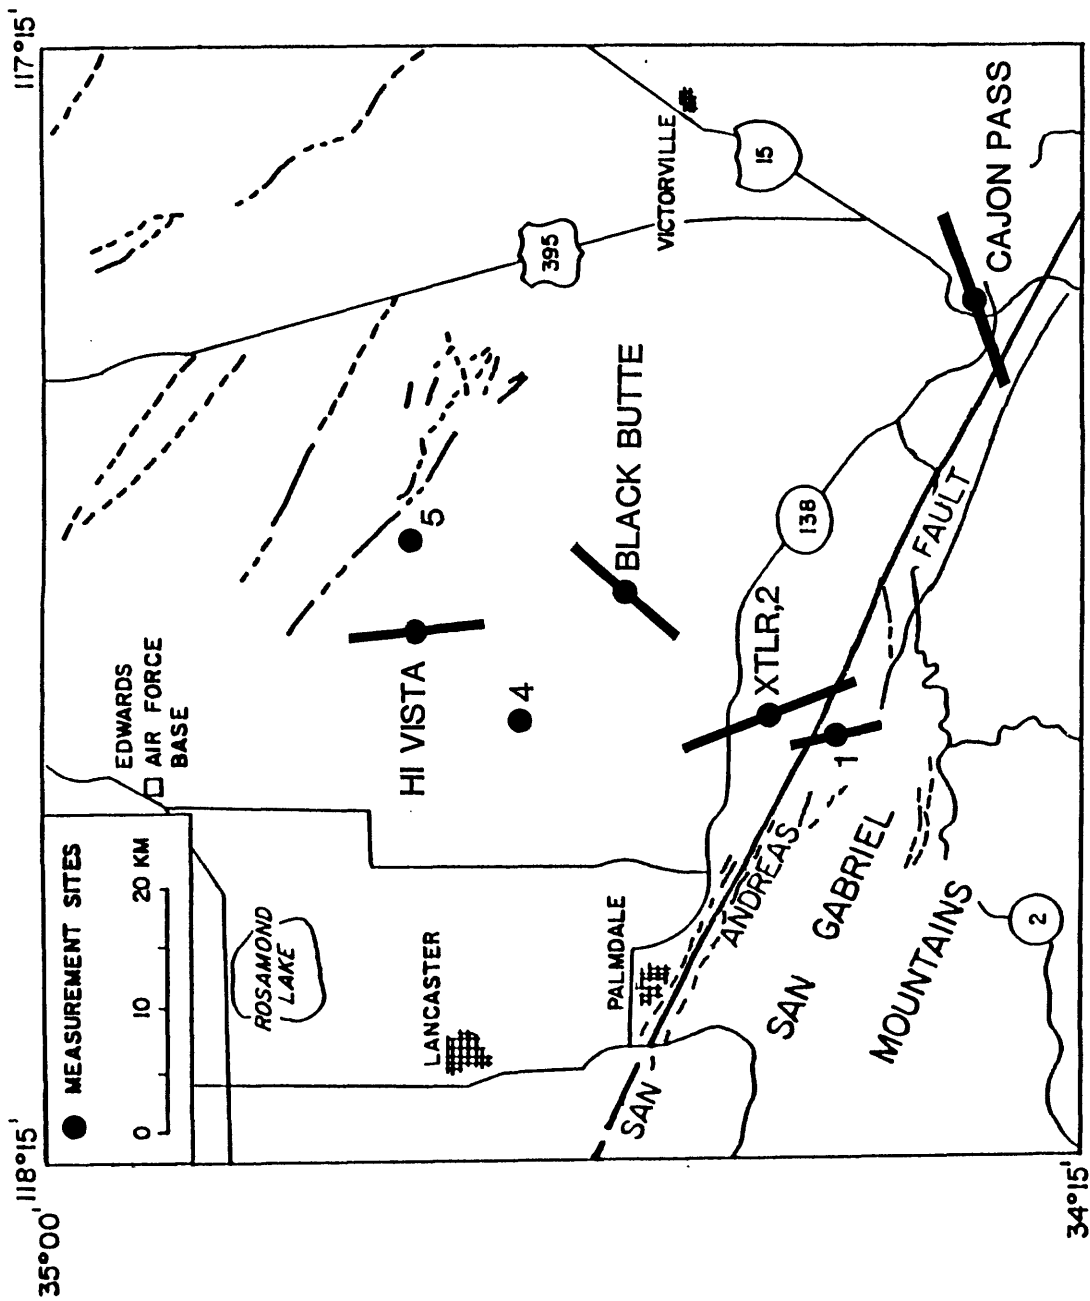 35°00'
118°15'
117°15'
MEASUREMENT SITES
0 10 20 KM
EDWARDS
AIR FORCE
BASE
ROSAMOND
LAKE
LANCASTER
HI VISTA
5
4
395
BLACK BUTTE
PALMDALE
VICTORVILLE
15
XTLR,2
138
1
SAN
ANDREAS
FAULT
CAJON PASS
SAN
GABRIEL
MOUNTAINS
2
34°15'